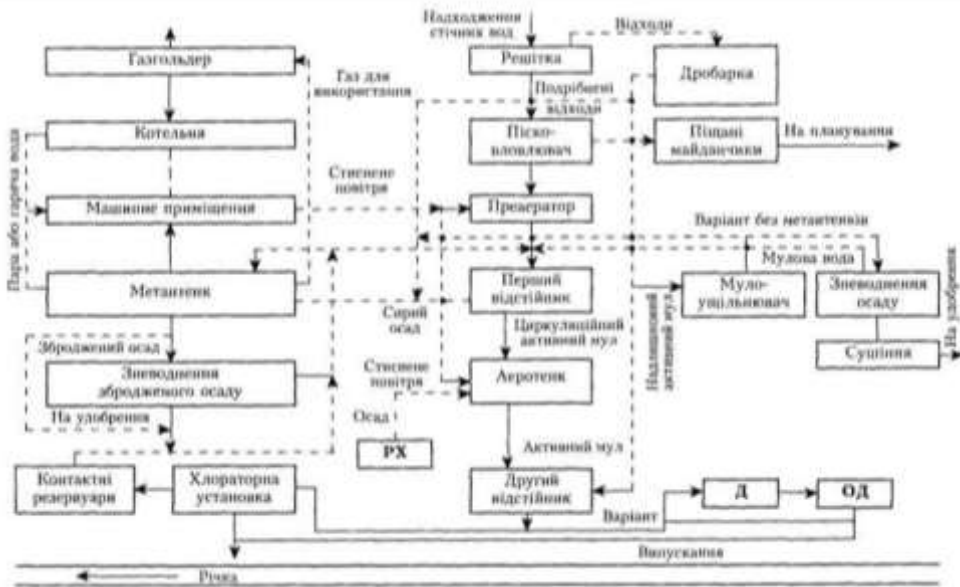 Надходження
стічних вод
Відходи
Газгольдер
Решітка
Дробарка
Газ для
використання
Подрібнені
відходи
Котельня
Піско-
вловлювач
Піщані
майданчики
На планування
Пара або гаряча вода
Стиснене
повітря
Машинне приміщення
Преаератор
Варіант без метантенків
Мулова вода
Метантенк
Перший
відстійник
Муло-
ущільнювач
Зневоднення
осаду
Сирий
осад
Циркуляційний
активний мул
Надлишковий
активний мул
На удобрення
Зброджений осад
Сушіння
Зневоднення
збродженого осаду
Стиснене
повітря
Аеротенк
На удобрення
Осад
РХ
Активний мул
Контактні
резервуари
Хлораторна
установка
Другий
відстійник
Д
ОД
Варіант
Випускання
Річка